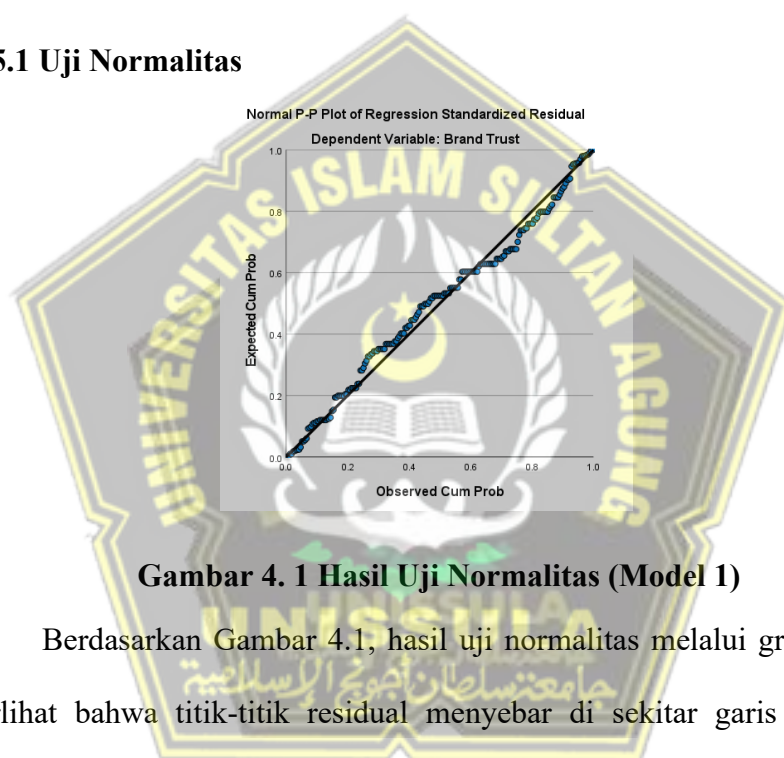 5.1 Uji Normalitas
Normal P-P Plot of Regression Standardized Residual
Dependent Variable: Brand Trust
Expected Cum Prob
1.0
0.8
0.6
0.4
0.2
0.0
0.0 0.2 0.4 0.6 0.8 1.0
Observed Cum Prob
UNIVERSITAS ISLAM SULTAN AGUNG
Gambar 4. 1 Hasil Uji Normalitas (Model 1)
UNISSULA
Berdasarkan Gambar 4.1, hasil uji normalitas melalui
جامعتسلطان أجونج الإسلامية
bahwa titik-titik residual menyebar di sekitar garis